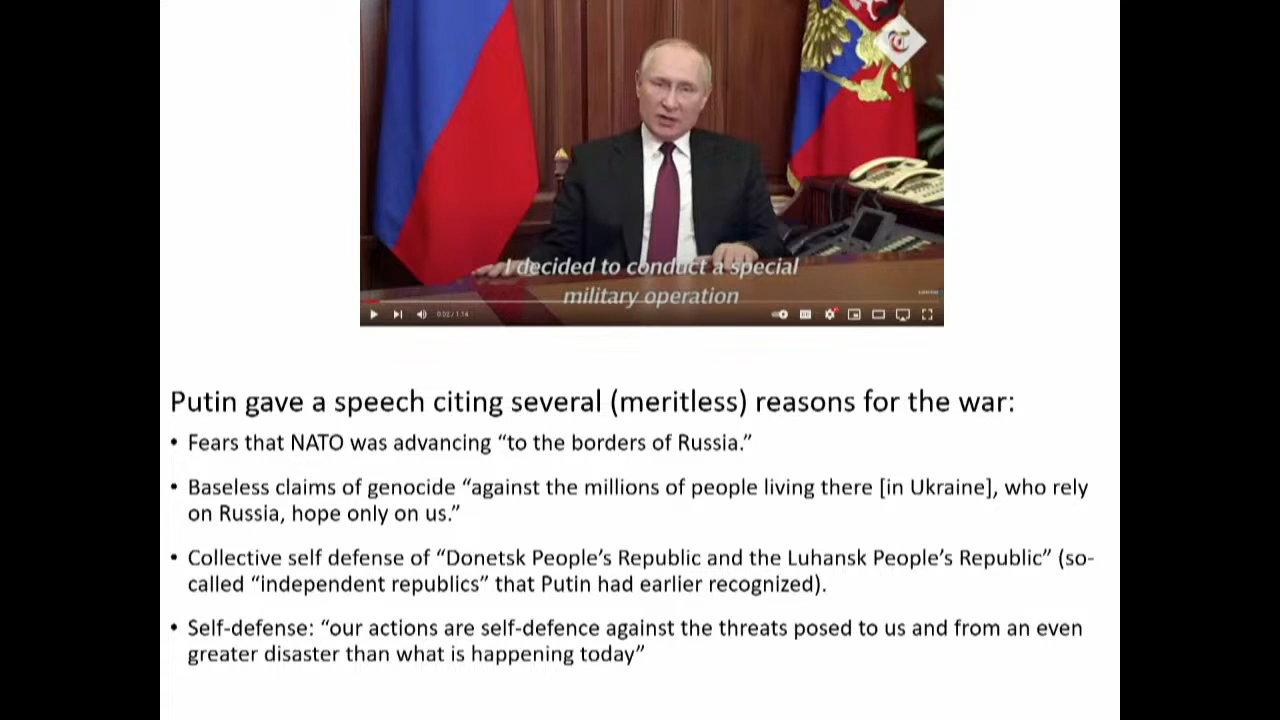 I decided to conduct a special
military operation
0:02 / 1:14
Putin gave a speech citing several (meritless) reasons for the war:
• Fears that NATO was advancing “to the borders of Russia.”
• Baseless claims of genocide “against the millions of people living there [in Ukraine], who rely
on Russia, hope only on us.”
• Collective self defense of “Donetsk People’s Republic and the Luhansk People’s Republic” (so-
called “independent republics” that Putin had earlier recognized).
• Self-defense: “our actions are self-defence against the threats posed to us and from an even
greater disaster than what is happening today”